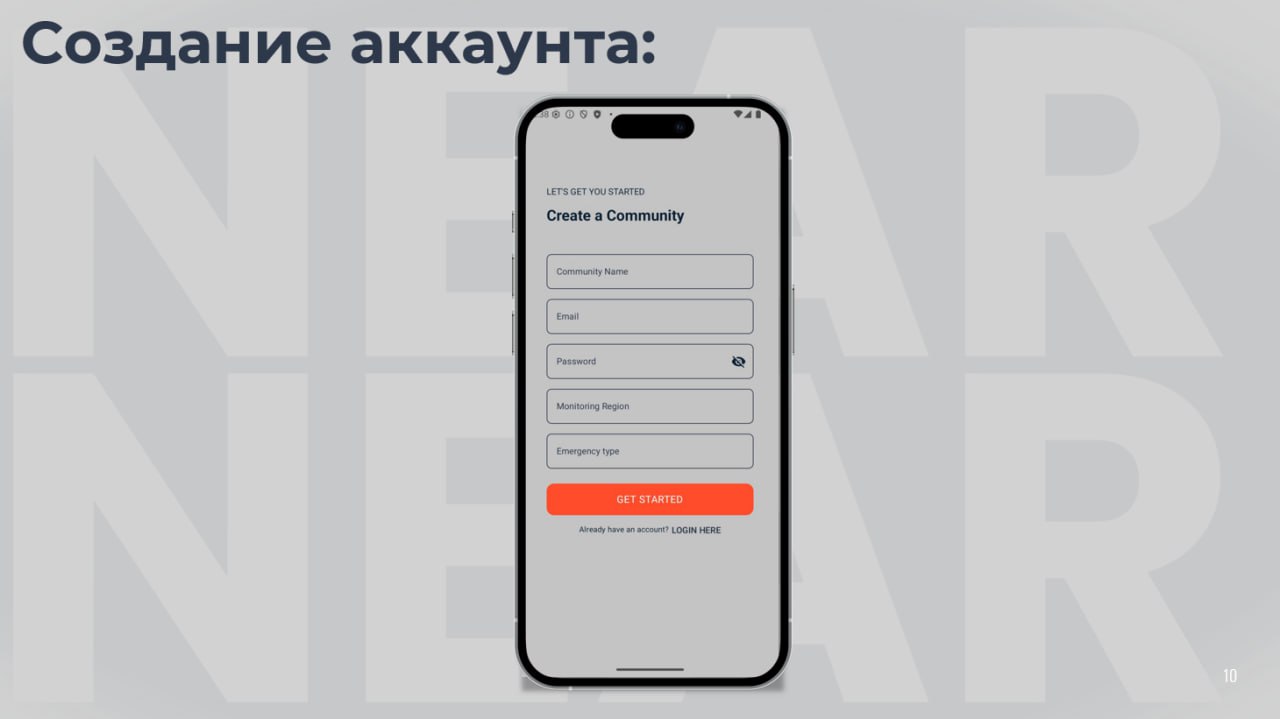 Создание аккаунта:
NEAR
NEAR
LET'S GET YOU STARTED
Create a Community
Community Name
Email
Password
Monitoring Region
Emergency type
GET STARTED
Already have an account? LOGIN HERE
10